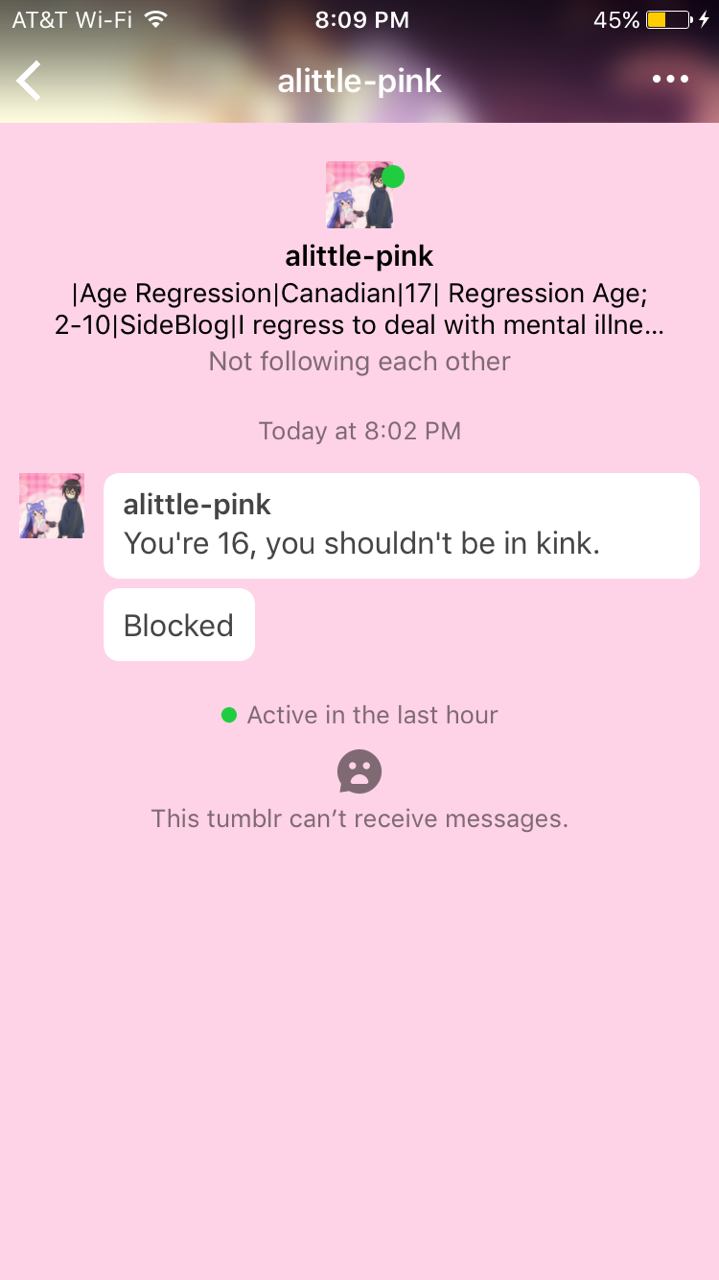 AT&T Wi-Fi 8:09 PM 45%
alittle-pink
alittle-pink
|Age Regression|Canadian|17| Regression Age;
2-10|SideBlog|I regress to deal with mental illne...
Not following each other
Today at 8:02 PM
alittle-pink
You're 16, you shouldn't be in kink.
Blocked
Active in the last hour
This tumblr can’t receive messages.